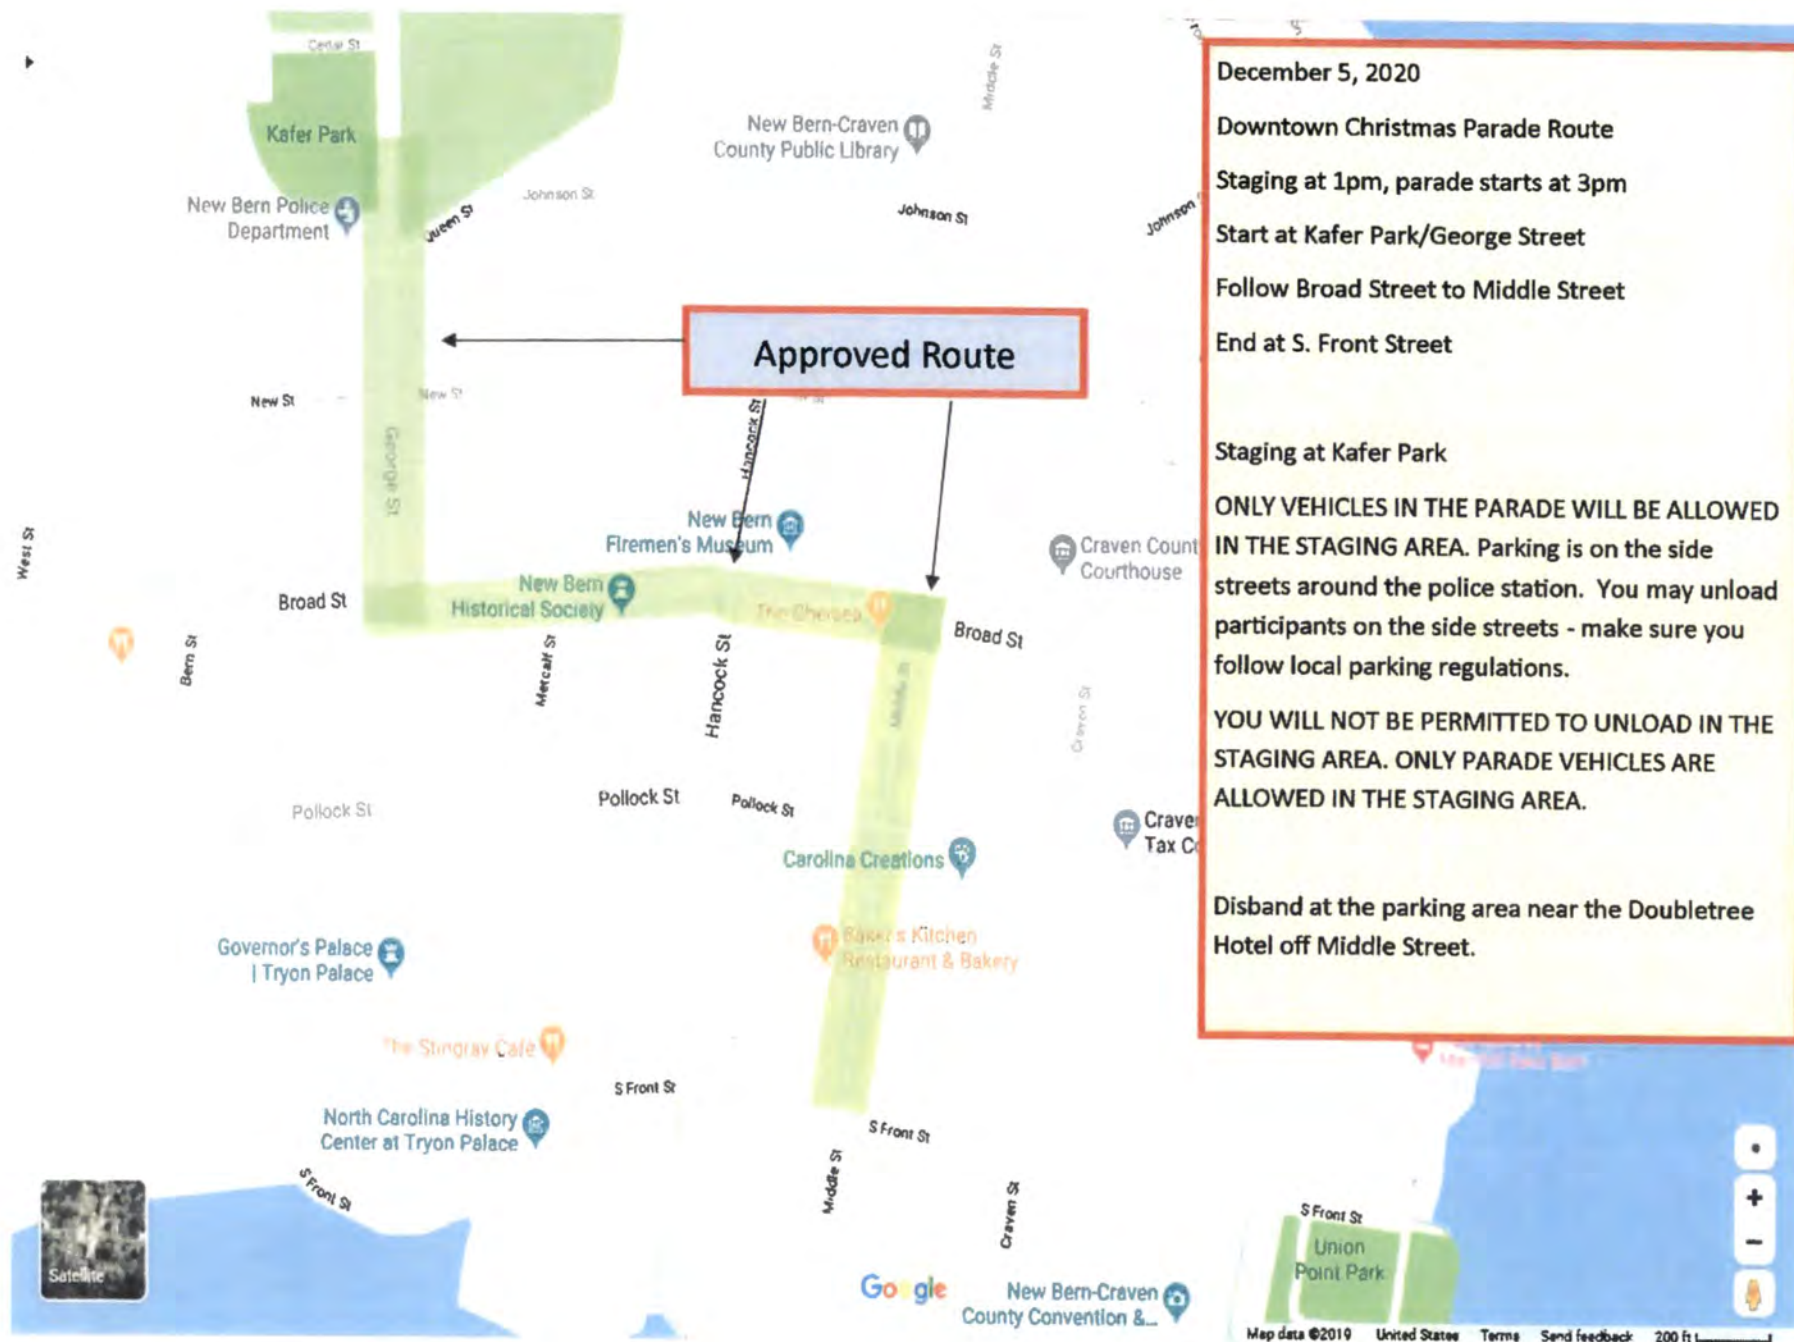 Cedar St
Kafer Park
New Bern-Craven
County Public Library
Middle St
New Bern Police
Department
Queen St
Johnson St
Johnson St
Johnson
Approved Route
New St
New St
George St
Hancock St
West St
New Bern
Firemen's Museum
Craven Count
Courthouse
Broad St
New Bern
Historical Society
The Chelsea
Broad St
Bern St
Metcalf St
Hancock St
Middle St
Craven St
Pollock St
Pollock St
Pollock St
Carolina Creations
Craven
Tax Co
Baker's Kitchen
Restaurant & Bakery
Governor's Palace
| Tryon Palace
The Stingray Cafe
S Front St
North Carolina History
Center at Tryon Palace
S Front St
S Front St
Middle St
Craven St
Satellite
Google
New Bern-Craven
County Convention &...
S Front St
Union
Point Park
Map data ©2019 United States Terms Send feedback 200 ft
December 5, 2020
Downtown Christmas Parade Route
Staging at 1pm, parade starts at 3pm
Start at Kafer Park/George Street
Follow Broad Street to Middle Street
End at S. Front Street
Staging at Kafer Park
ONLY VEHICLES IN THE PARADE WILL BE ALLOWED
IN THE STAGING AREA. Parking is on the side
streets around the police station. You may unload
participants on the side streets - make sure you
follow local parking regulations.
YOU WILL NOT BE PERMITTED TO UNLOAD IN THE
STAGING AREA. ONLY PARADE VEHICLES ARE
ALLOWED IN THE STAGING AREA.
Disband at the parking area near the Doubletree
Hotel off Middle Street.